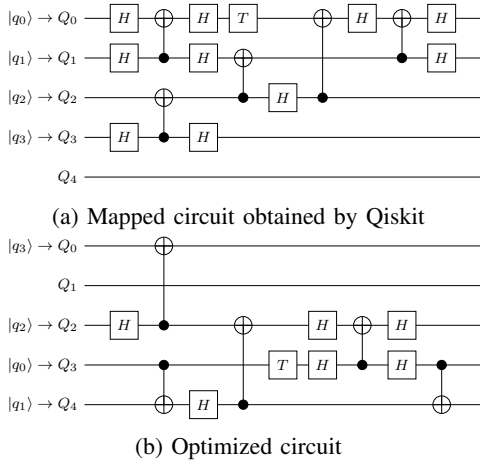 |q₀⟩ → Q₀ H H T H
|q₁⟩ → Q₁ H H H
|q₂⟩ → Q₂ H
|q₃⟩ → Q₃ H H
Q₄
(a) Mapped circuit obtained by Qiskit
|q₃⟩ → Q₀
Q₁
|q₂⟩ → Q₂ H H H
|q₀⟩ → Q₃ T H H
|q₁⟩ → Q₄ H
(b) Optimized circuit